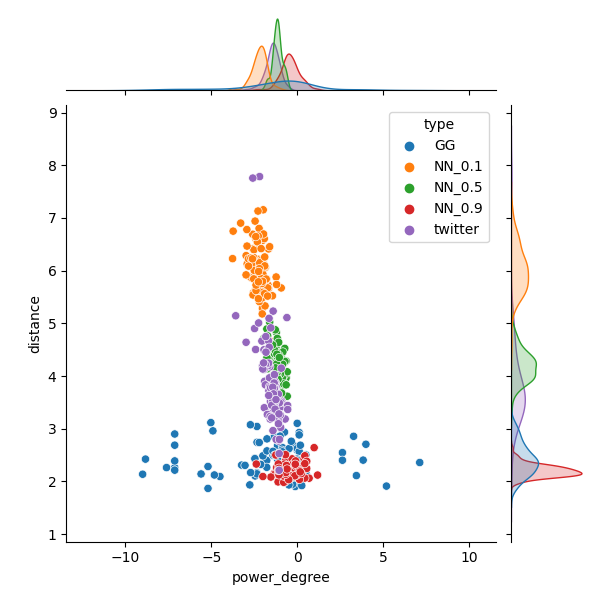 type
GG
NN_0.1
NN_0.5
NN_0.9
twitter
9
8
7
6
5
4
3
2
1
distance
−10 −5 0 5 10
power_degree